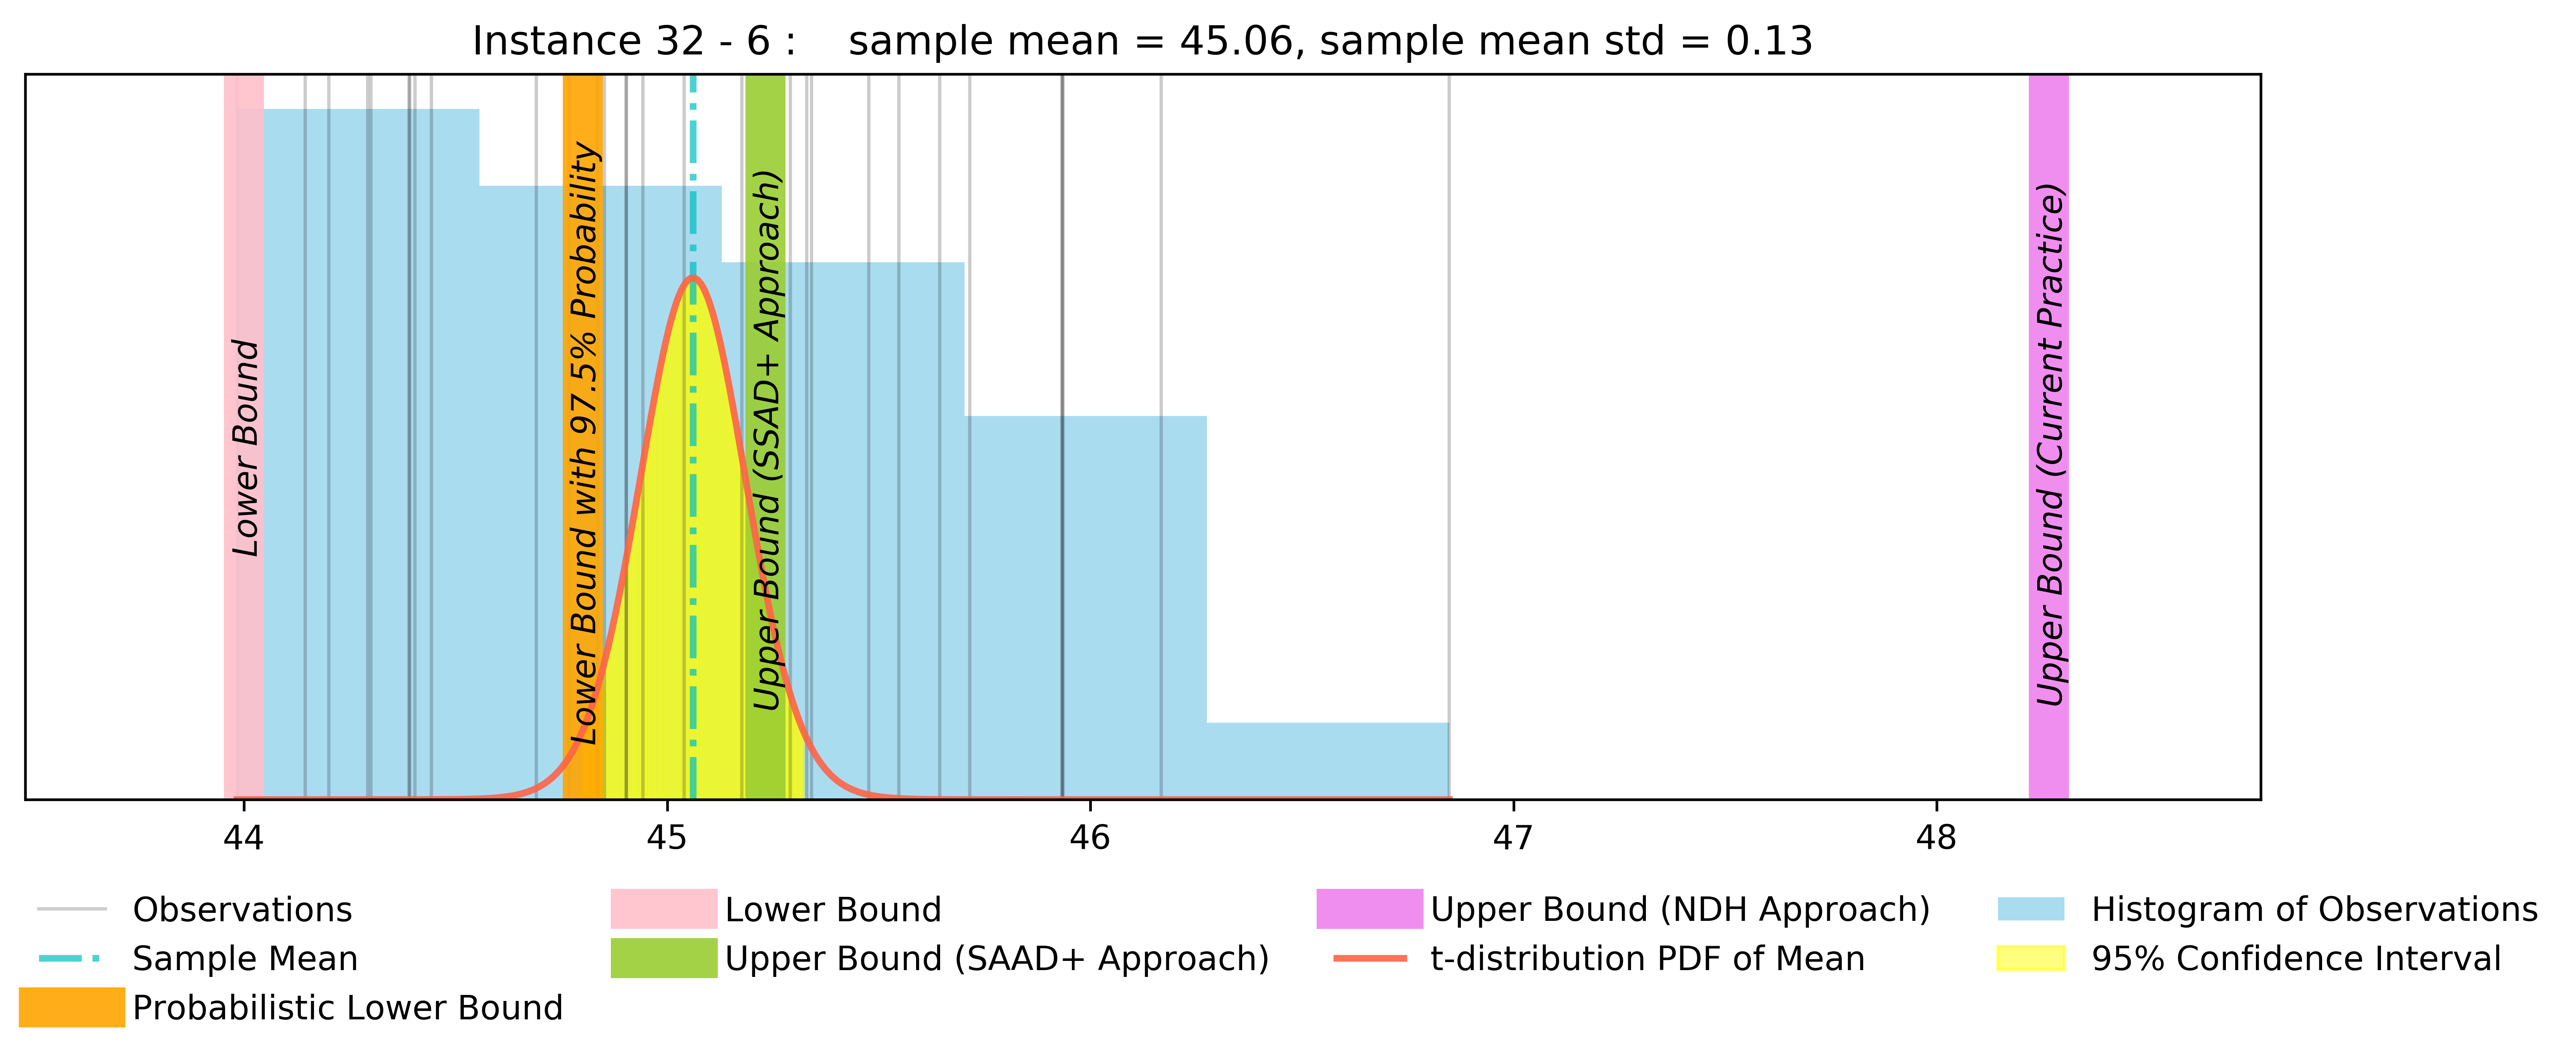 Instance 32 - 6 : sample mean = 45.06, sample mean std = 0.13
Lower Bound
Lower Bound with 97.5% Probability
Upper Bound (SSAD+ Approach)
Upper Bound (Current Practice)
44 45 46 47 48
Observations
Sample Mean
Probabilistic Lower Bound
Lower Bound
Upper Bound (SAAD+ Approach)
Upper Bound (NDH Approach)
t-distribution PDF of Mean
Histogram of Observations
95% Confidence Interval